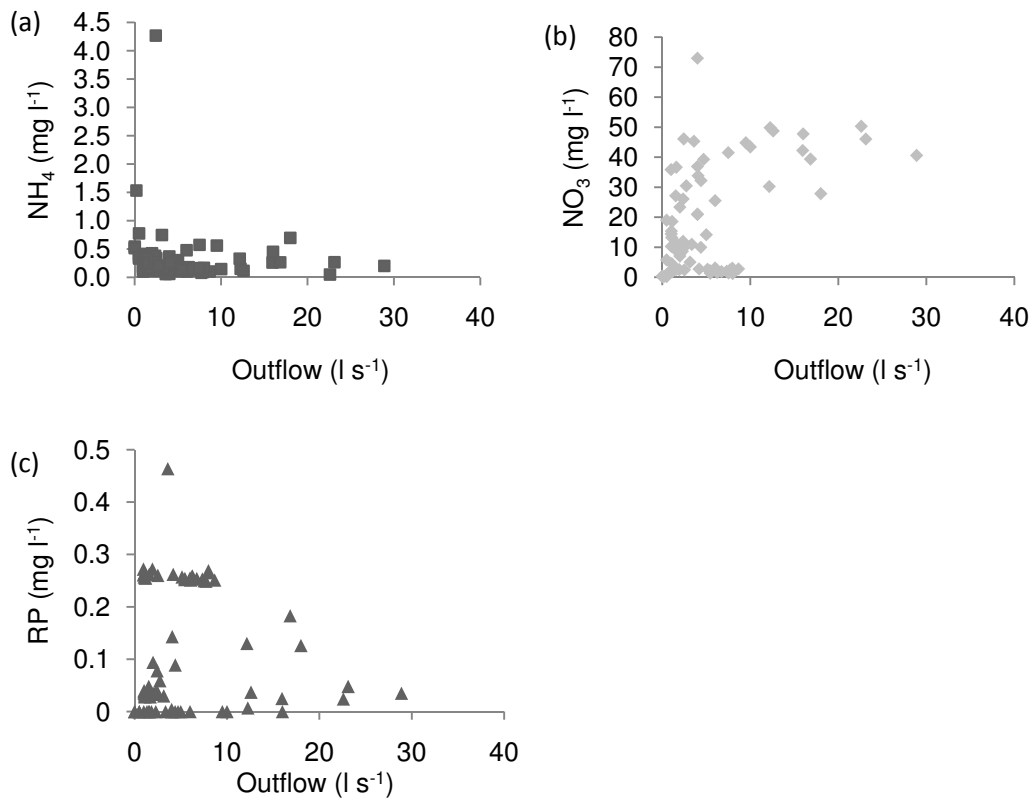 (a)
4.5
4.0
3.5
3.0
2.5
2.0
1.5
1.0
0.5
0.0
NH4 (mg l-1)
0 10 20 30 40
Outflow (l s-1)
(b)
80
70
60
50
40
30
20
10
0
NO3 (mg l-1)
0 10 20 30 40
Outflow (l s-1)
(c)
0.5
0.4
0.3
0.2
0.1
0
RP (mg l-1)
0 10 20 30 40
Outflow (l s-1)